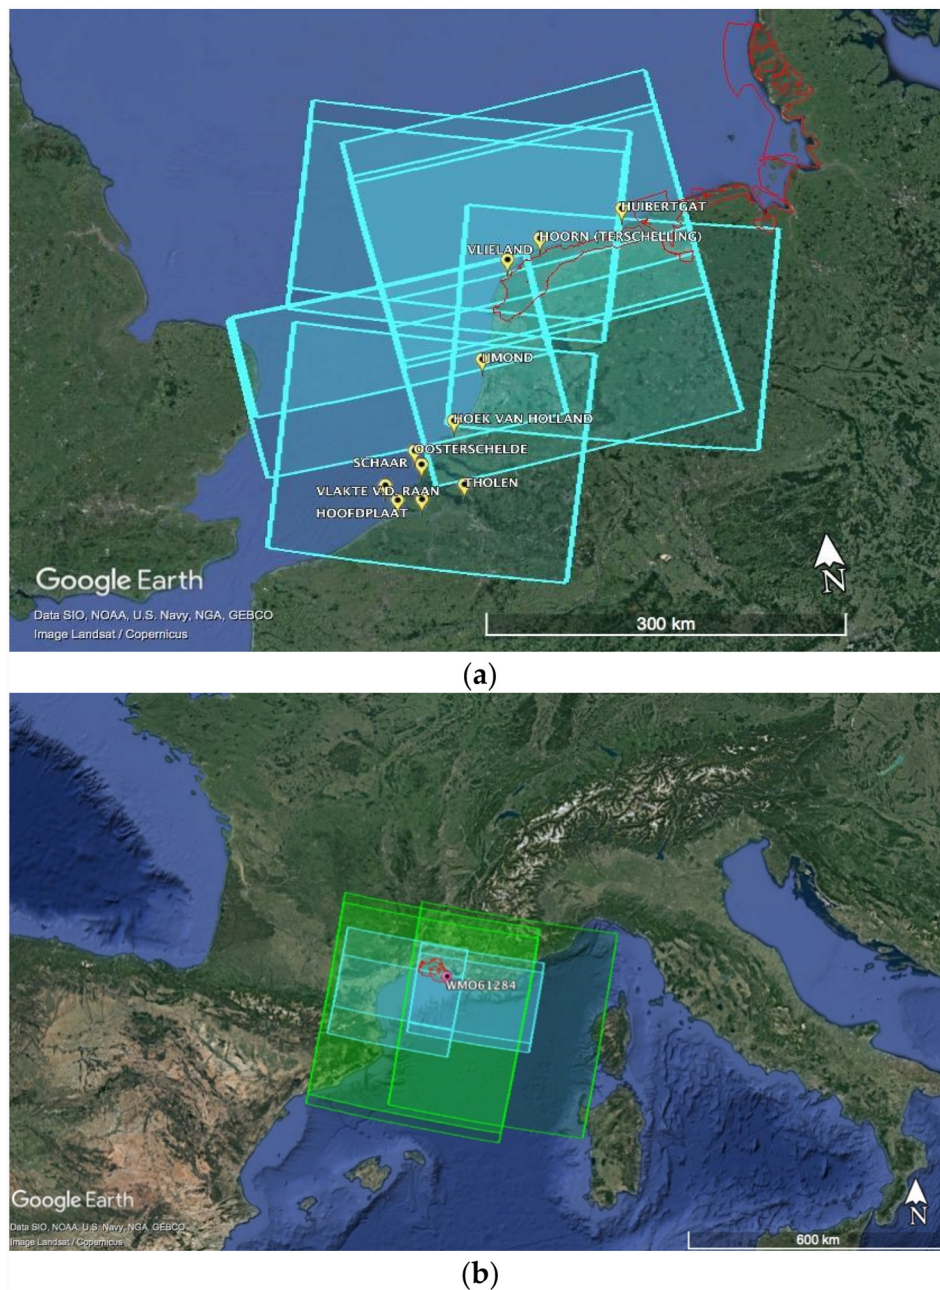 HUIBERTGAT
HOORN (TERSCHELLING)
VLIELAND
IJMOND
HOEK VAN HOLLAND
OOSTERSCHELDE
SCHAAR
THOLEN
VLAKTE V.D. RAAN
HOOFDPLAAT
N
Google Earth
Data SIO, NOAA, U.S. Navy, NGA, GEBCO
Image Landsat / Copernicus
300 km
(a)
WMO61284
N
Google Earth
Data SIO, NOAA, U.S. Navy, NGA, GEBCO
Image Landsat / Copernicus
600 km
(b)